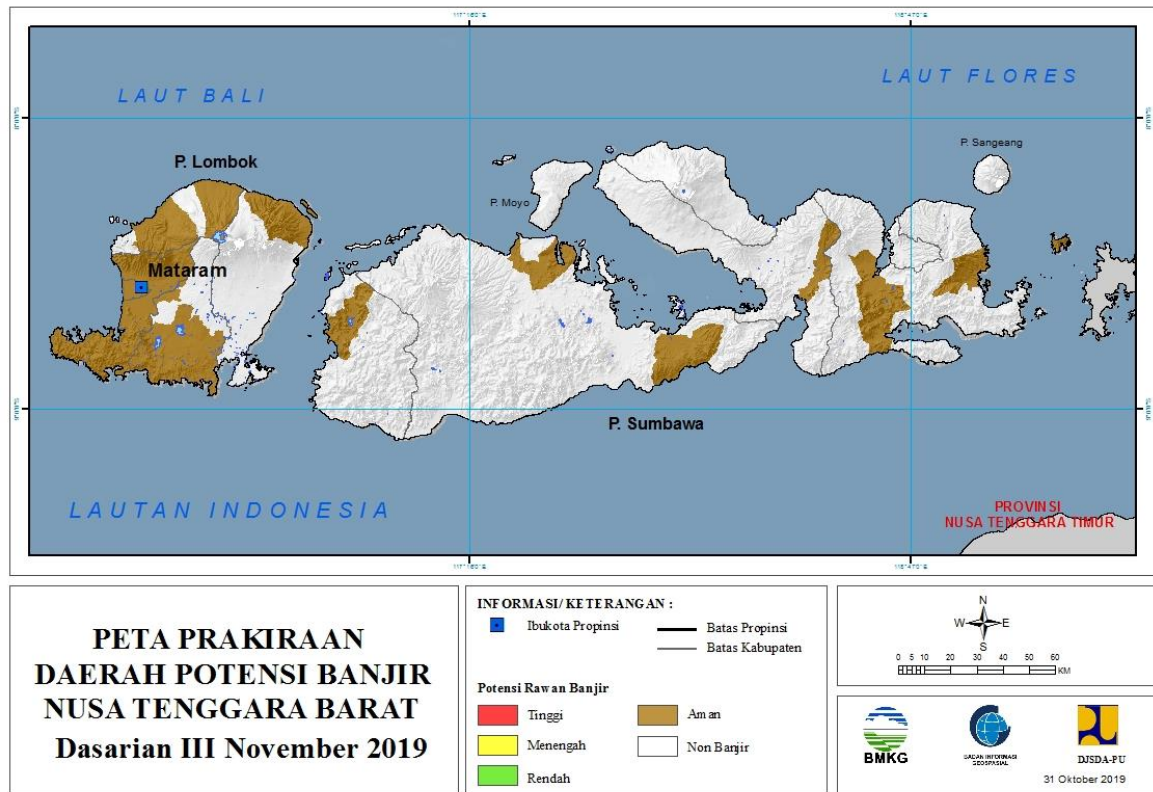 LAUT BALI
LAUT FLORES
P. Sangeang
P. Lombok
P. Moyo
Mataram
P. Sumbawa
LAUTAN INDONESIA
PROVINSI
NUSA TENGGARA TIMUR
PETA PRAKIRAAN
DAERAH POTENSI BANJIR
NUSA TENGGARA BARAT
Dasarian III November 2019
INFORMASI/ KETERANGAN :
Ibukota Propinsi
Batas Propinsi
Batas Kabupaten
Potensi Rawan Banjir
Tinggi
Aman
Menengah
Non Banjir
Rendah
N
W E
S
0 5 10 20 30 40 50 60
KM
BMKG
BADAN INFORMASI
GEOSPASIAL
DJSDA-PU
31 Oktober 2019